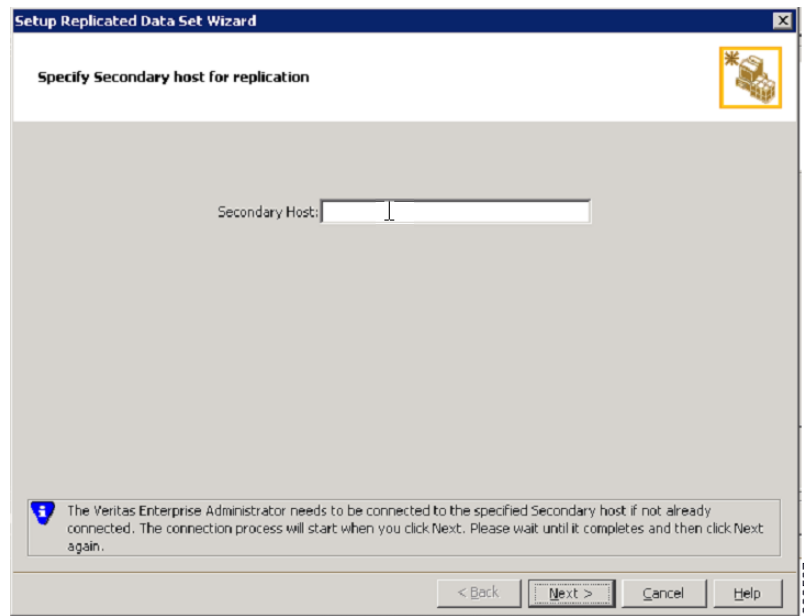 Setup Replicated Data Set Wizard
Specify Secondary host for replication
Secondary Host:
The Veritas Enterprise Administrator needs to be connected to the specified Secondary host if not already
connected. The connection process will start when you click Next. Please wait until it completes and then click Next
again.
< Back Next > Cancel Help